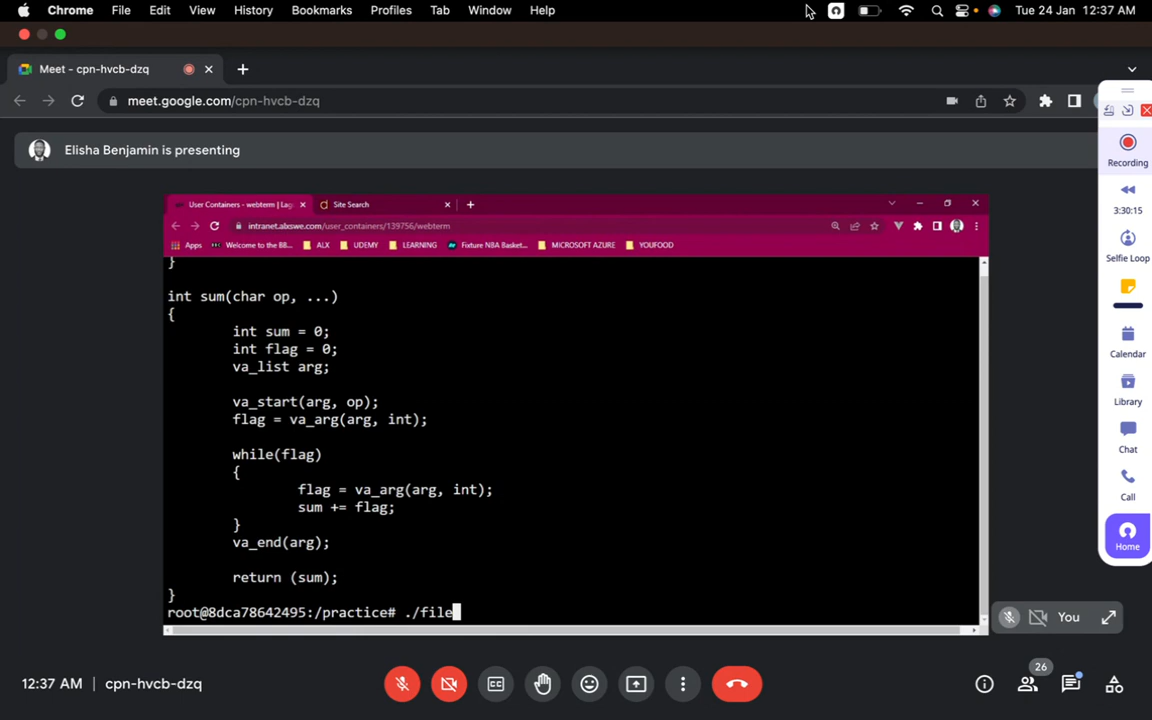 Chrome File Edit View History Bookmarks Profiles Tab Window Help Tue 24 Jan 12:37 AM
Meet - cpn-hvcb-dzq
meet.google.com/cpn-hvcb-dzq
Elisha Benjamin is presenting
User Containers - webterm | Lag Site Search
intranet.alxswe.com/user_containers/139756/webterm
Apps Welcome to the 88... ALX UDEMY LEARNING Fixture NBA Basket... MICROSOFT AZURE YOUFOOD
}
int sum(char op, ...)
{
int sum = 0;
int flag = 0;
va_list arg;
va_start(arg, op);
flag = va_arg(arg, int);
while(flag)
{
flag = va_arg(arg, int);
sum += flag;
}
va_end(arg);
return (sum);
}
root@8dca78642495:/practice# ./file
You
Recording
3:30:15
Selfie Loop
Calendar
Library
Chat
Call
Home
12:37 AM | cpn-hvcb-dzq
26